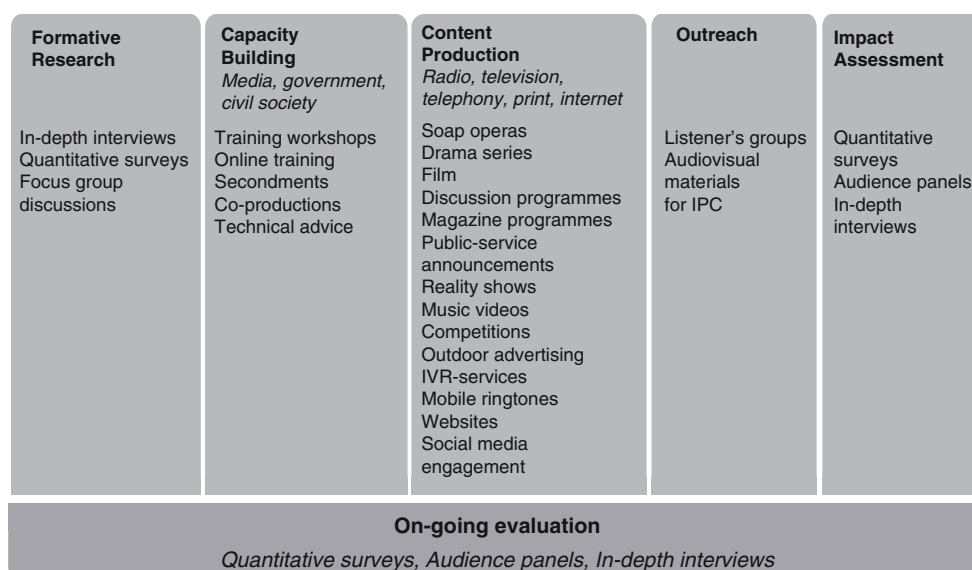 Formative
Research
In-depth interviews
Quantitative surveys
Focus group
discussions
Capacity
Building
Media, government,
civil society
Training workshops
Online training
Secondments
Co-productions
Technical advice
Content
Production
Radio, television,
telephony, print, internet
Soap operas
Drama series
Film
Discussion programmes
Magazine programmes
Public-service
announcements
Reality shows
Music videos
Competitions
Outdoor advertising
IVR-services
Mobile ringtones
Websites
Social media
engagement
Outreach
Listener's groups
Audiovisual
materials
for IPC
Impact
Assessment
Quantitative
surveys
Audience panels
In-depth
interviews
On-going evaluation
Quantitative surveys, Audience panels, In-depth interviews